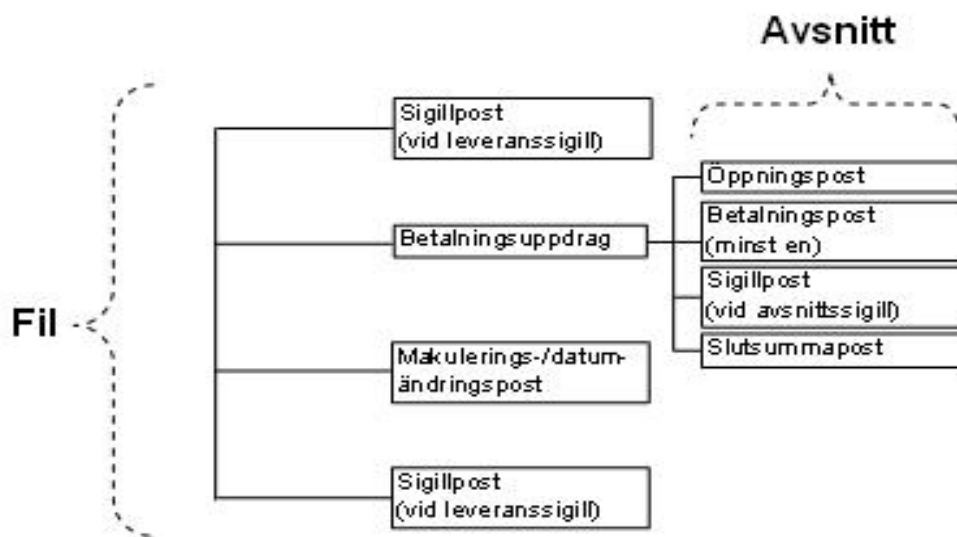 Avsnitt
Fil
Sigillpost
(vid leveranssigill)
Betalningsuppdrag
Makulerings-/datum-
ändringspost
Sigillpost
(vid leveranssigill)
Öppningspost
Betalningspost
(minst en)
Sigillpost
(vid avsnittssigill)
Slutsummapost